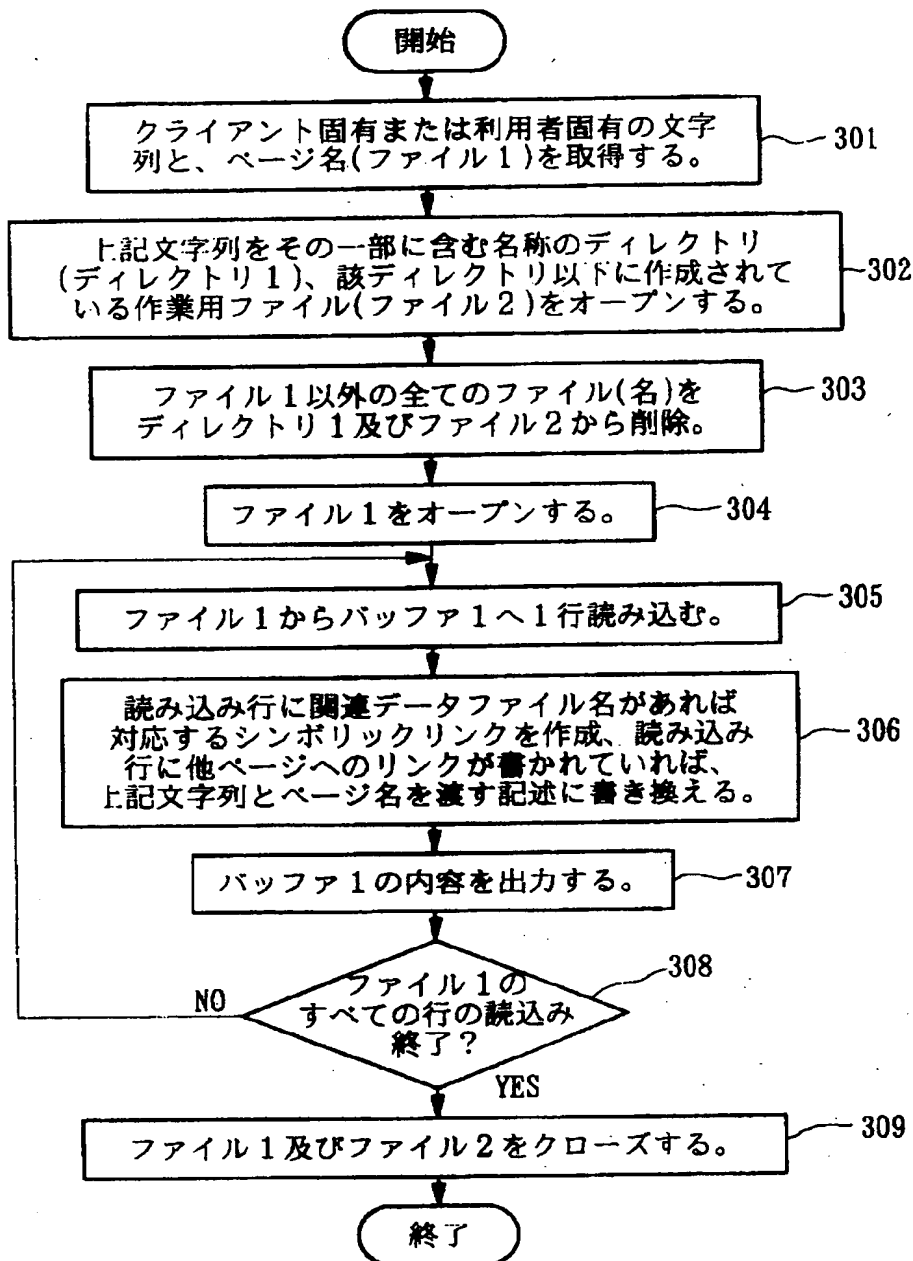 開始
クライアント固有または利用者固有の文字
列と、ページ名(ファイル1)を取得する。
301
上記文字列をその一部に含む名称のディレクトリ
(ディレクトリ1)、該ディレクトリ以下に作成されて
いる作業用ファイル(ファイル2)をオープンする。
302
ファイル1以外の全てのファイル(名)を
ディレクトリ1及びファイル2から削除。
303
ファイル1をオープンする。
304
ファイル1からバッファ1へ1行読み込む。
305
読み込み行に関連データファイル名があれば
対応するシンボリックリンクを作成、読み込み
行に他ページへのリンクが書かれていれば、
上記文字列とページ名を渡す記述に書き換える。
306
バッファ1の内容を出力する。
307
ファイル1の
すべての行の読込み
終了?
308
NO
YES
ファイル1及びファイル2をクローズする。
309
終了